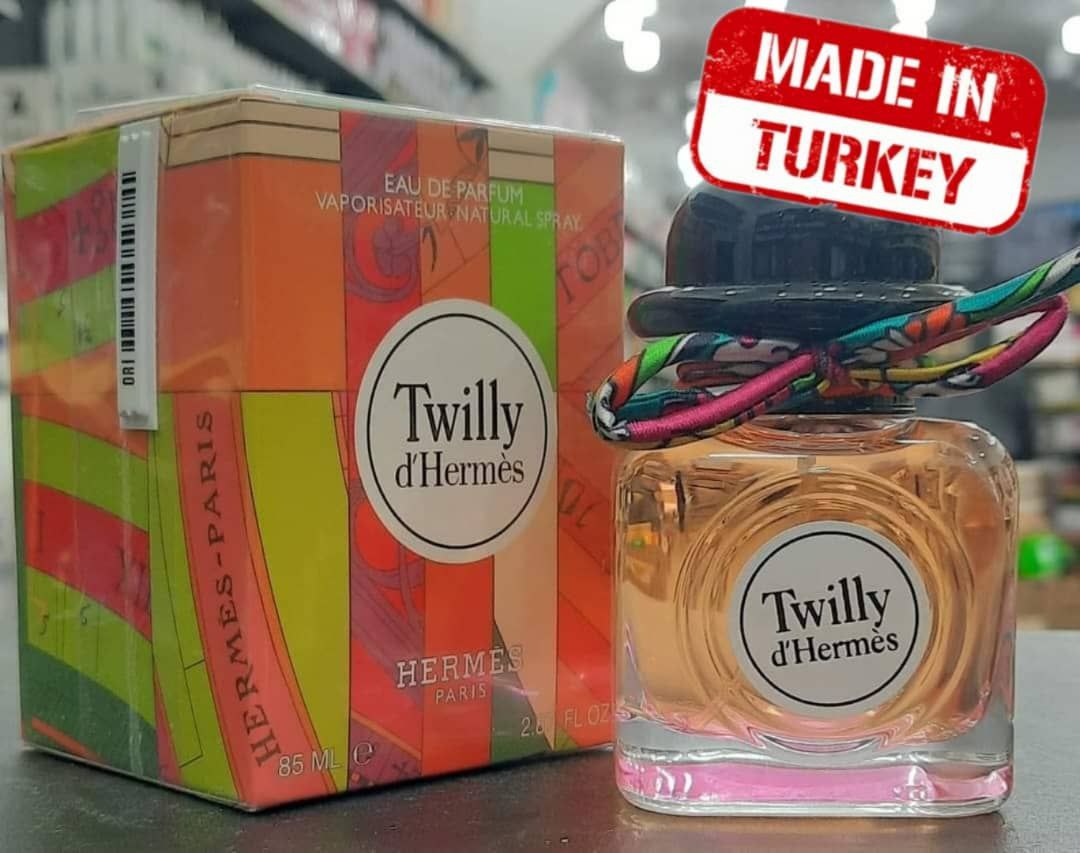 MADE IN
TURKEY
EAU DE PARFUM
VAPORISATEUR-NATURAL SPRAY
Twilly
d'Hermès
HERMÈS
PARIS
85 ML e
FL.OZ
HERMÈS-PARIS
Twilly
d'Hermès